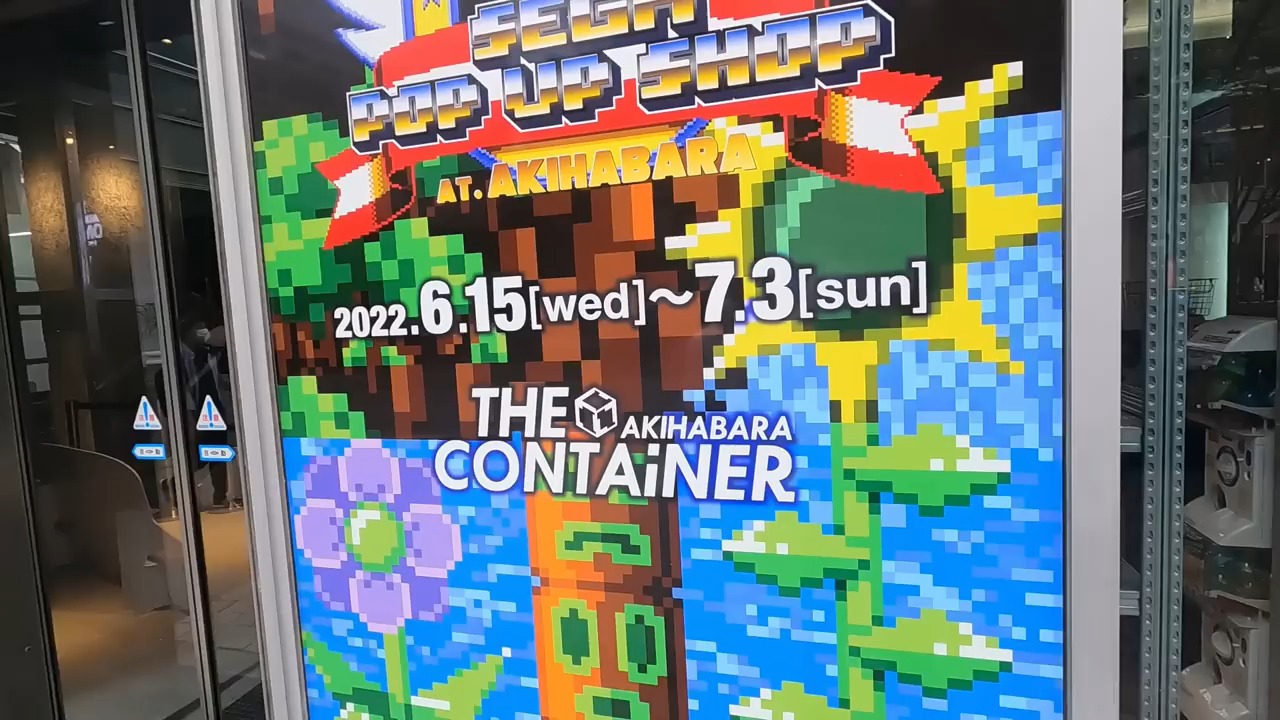 SEGA
POP UP SHOP
AT. AKIHABARA
2022.6.15[wed]〜7.3[sun]
THE AKIHABARA
CONTAiNER